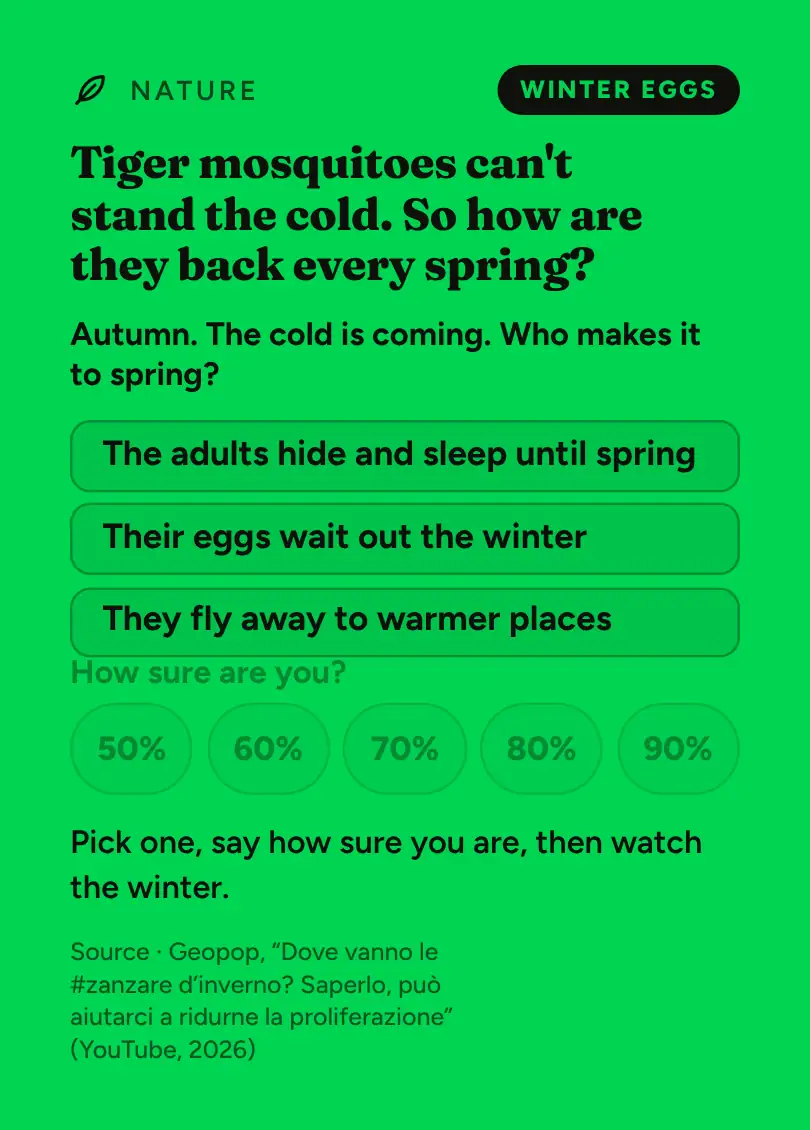 NATURE
WINTER EGGS
Tiger mosquitoes can't
stand the cold. So how are
they back every spring?
Autumn. The cold is coming. Who makes it
to spring?
The adults hide and sleep until spring
Their eggs wait out the winter
They fly away to warmer places
How sure are you?
50% 60% 70% 80% 90%
Pick one, say how sure you are, then watch
the winter.
Source · Geopop, “Dove vanno le
#zanzare d’inverno? Saperlo, può
aiutarci a ridurne la proliferazione”
(YouTube, 2026)